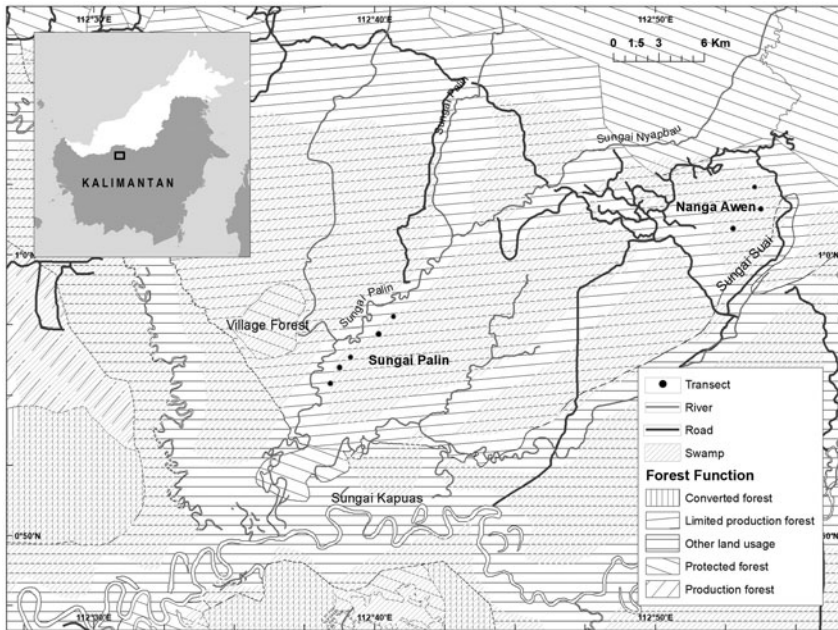 112°30'E
112°40'E
112°50'E
0 1.5 3 6 Km
KALIMANTAN
Sungai Palin
Sungai Nyapbau
Nanga Awen
Sungai Suai
1°0'N
1°0'N
Sungai Palin
Village Forest
Sungai Palin
Sungai Kapuas
0°50'N
Transect
River
Road
Swamp
Forest Function
Converted forest
Limited production forest
Other land usage
Protected forest
Production forest
112°30'E
112°40'E
112°50'E